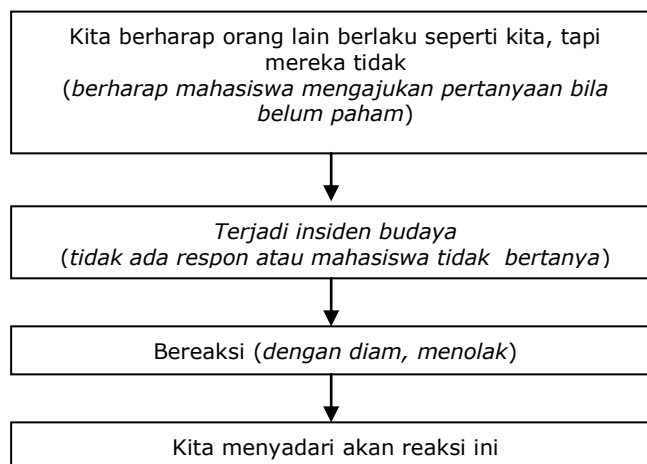 Kita berharap orang lain berlaku seperti kita, tapi
mereka tidak
(berharap mahasiswa mengajukan pertanyaan bila
belum paham)
Terjadi insiden budaya
(tidak ada respon atau mahasiswa tidak bertanya)
Bereaksi (dengan diam, menolak)
Kita menyadari akan reaksi ini